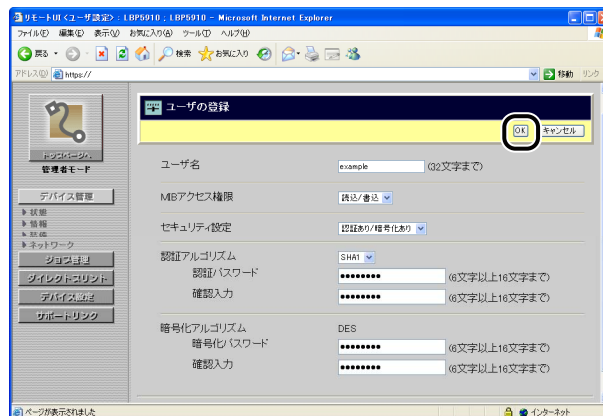 リモートUI <ユーザ設定> : LBP5910 ; LBP5910 - Microsoft Internet Explorer
ファイル(F) 編集(E) 表示(V) お気に入り(A) ツール(T) ヘルプ(H)
戻る 検索 お気に入り
アドレス(D) https:// 移動 リンク
ユーザの登録
OK キャンセル
トップページへ
管理者モード
デバイス管理
状態
情報
ネットワーク
ジョブ管理
ダイレクトプリント
デバイス設定
サポートリンク
ユーザ名 example (32文字まで)
MIBアクセス権限 読込/書込
セキュリティ設定 認証あり/暗号化あり
認証アルゴリズム SHA1
認証パスワード ●●●●●●●● (6文字以上16文字まで)
確認入力 ●●●●●●●● (6文字以上16文字まで)
暗号化アルゴリズム DES
暗号化パスワード ●●●●●●●● (6文字以上16文字まで)
確認入力 ●●●●●●●● (6文字以上16文字まで)
ページが表示されました インターネット